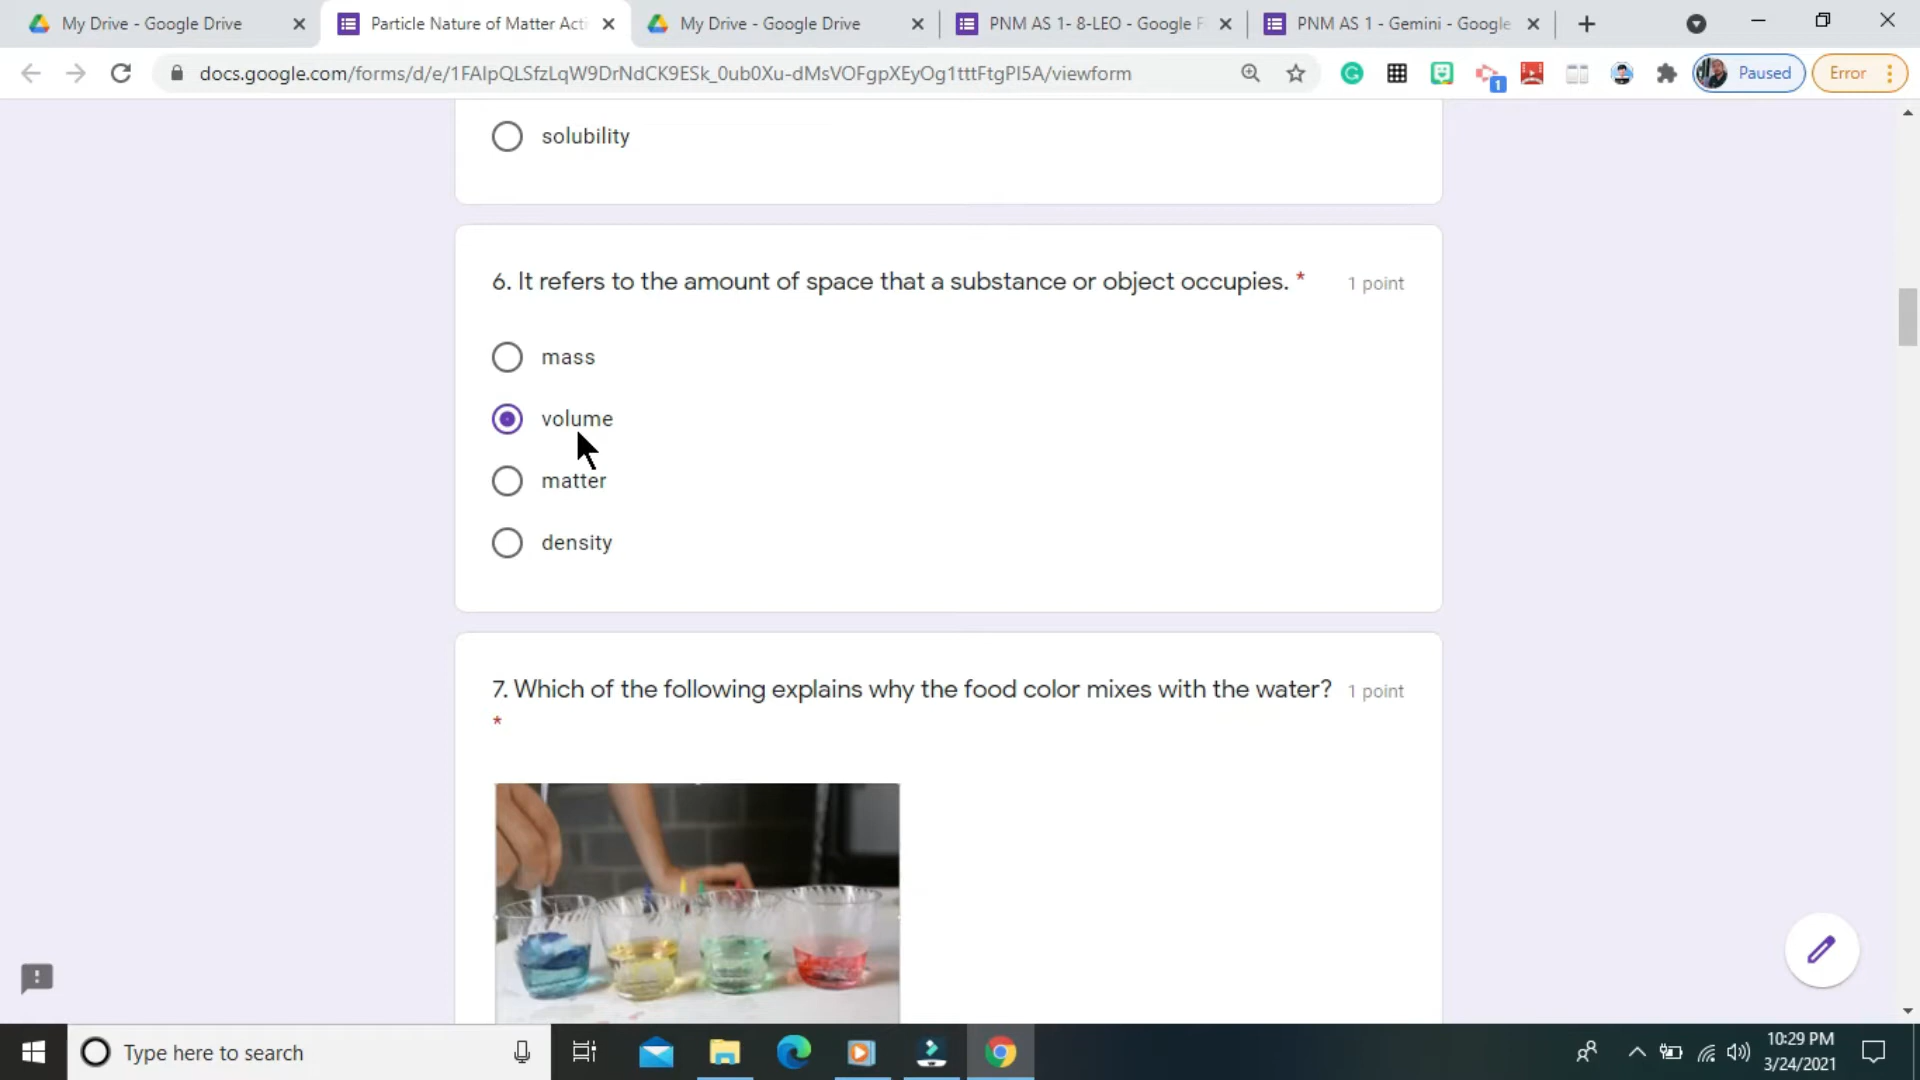 My Drive - Google Drive
Particle Nature of Matter Acti
My Drive - Google Drive
PNM AS 1- 8-LEO - Google F
PNM AS 1 - Gemini - Google
docs.google.com/forms/d/e/1FAIpQLSfzLqW9DrNdCK9ESk_0ub0Xu-dMsVOFgpXEyOg1tttFtgPI5A/viewform
1
Paused
Error
solubility
6. It refers to the amount of space that a substance or object occupies. *
1 point
mass
volume
matter
density
7. Which of the following explains why the food color mixes with the water?
1 point
*
Type here to search
10:29 PM
3/24/2021